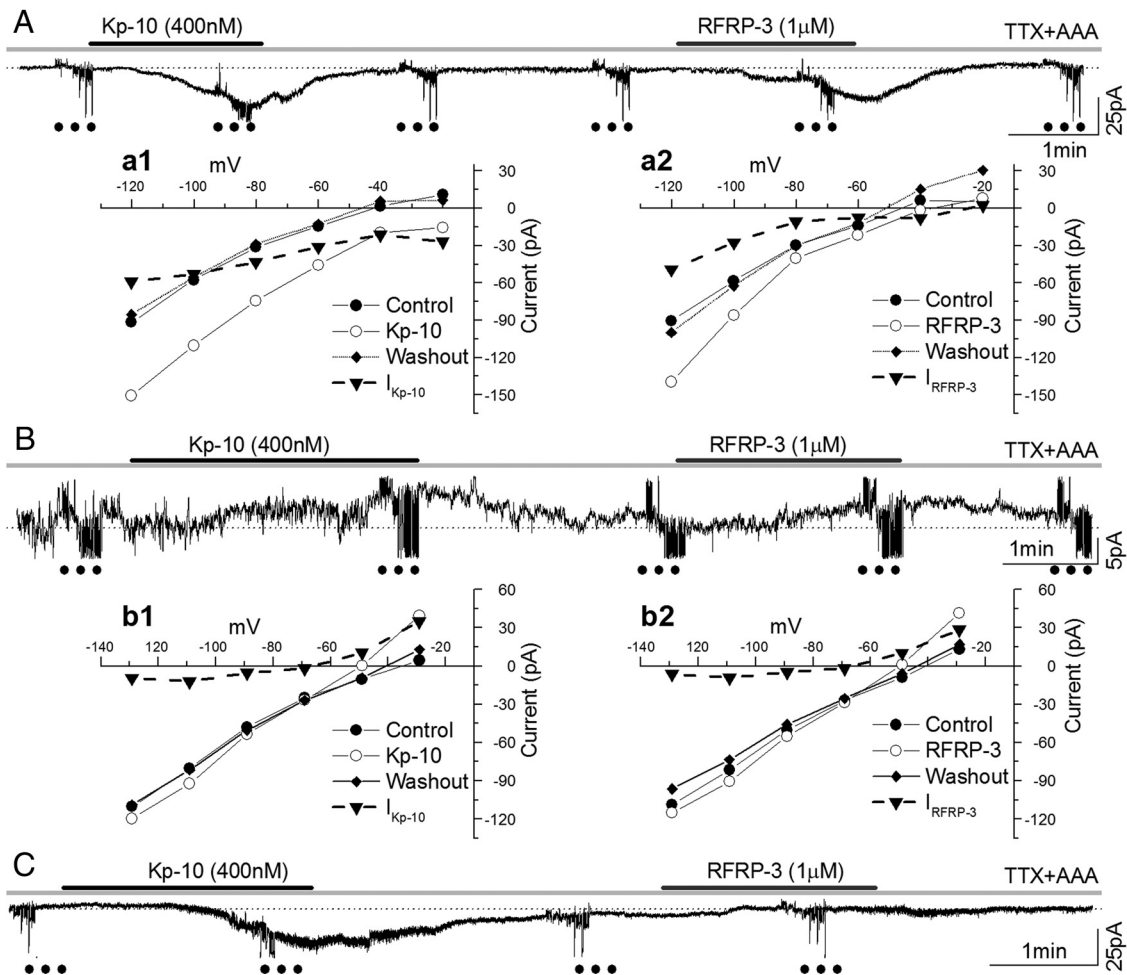 A
Kp-10 (400nM)
RFRP-3 (1μM)
TTX+AAA
25pA
1min
a1
mV
-120 -100 -80 -60 -40
30
0
-30
-60
-90
-120
-150
Current (pA)
Control
Kp-10
Washout
IKp-10
a2
mV
-120 -100 -80 -60 -20
30
0
-30
-60
-90
-120
-150
Current (pA)
Control
RFRP-3
Washout
IRFRP-3
B
Kp-10 (400nM)
RFRP-3 (1μM)
TTX+AAA
1min
5pA
b1
mV
-140 -120 -100 -80 -60 -40 -20
60
30
0
-30
-60
-90
-120
Current (pA)
Control
Kp-10
Washout
IKp-10
b2
mV
-140 -120 -100 -80 -60 -40 -20
60
30
0
-30
-60
-90
-120
Current (pA)
Control
RFRP-3
Washout
IRFRP-3
C
Kp-10 (400nM)
RFRP-3 (1μM)
TTX+AAA
1min
25pA